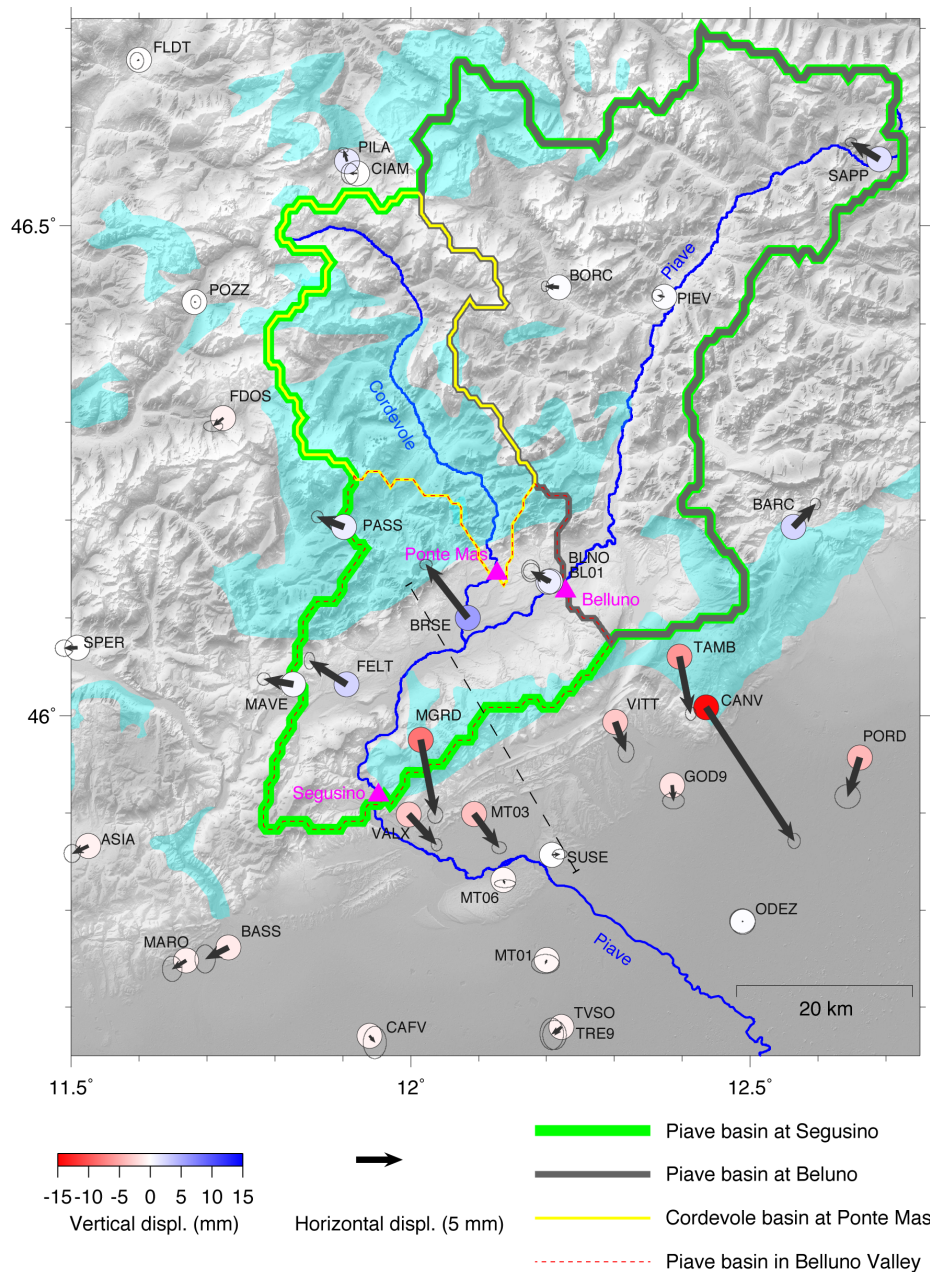 FLDT
PILA
CIAM
SAPP
46.5°
Piave
BORC
PIEV
POZZ
Cordevole
FDOS
BARC
PASS
Ponte Mas
BLNO
BL01
Belluno
BRSE
SPER
TAMB
FELT
MAVE
CANV
VITT
MGRD
46°
PORD
GOD9
Segusino
MT03
VALX
ASIA
SUSE
MT06
ODEZ
BASS
MARO
Piave
MT01
20 km
TVSO
TRE9
CAFV
11.5°
12°
12.5°
Piave basin at Segusino
Piave basin at Beluno
-15 -10 -5 0 5 10 15
Vertical displ. (mm)
Horizontal displ. (5 mm)
Cordevole basin at Ponte Mas
Piave basin in Belluno Valley